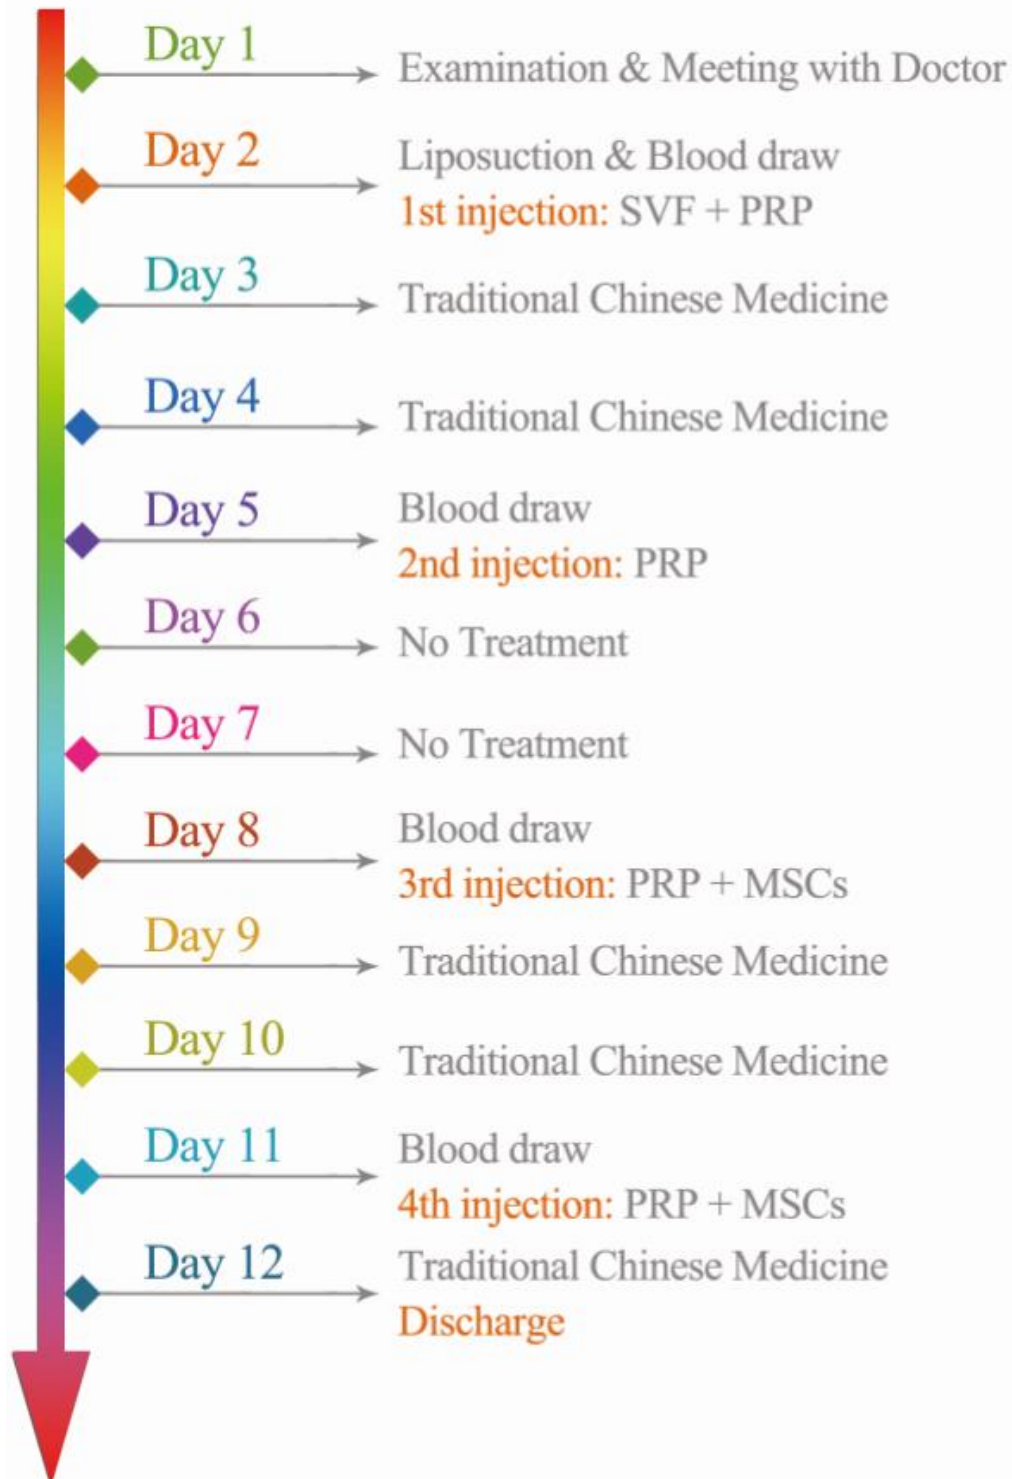 Day 1
Examination & Meeting with Doctor
Day 2
Liposuction & Blood draw
1st injection: SVF + PRP
Day 3
Traditional Chinese Medicine
Day 4
Traditional Chinese Medicine
Day 5
Blood draw
2nd injection: PRP
Day 6
No Treatment
Day 7
No Treatment
Day 8
Blood draw
3rd injection: PRP + MSCs
Day 9
Traditional Chinese Medicine
Day 10
Traditional Chinese Medicine
Day 11
Blood draw
4th injection: PRP + MSCs
Day 12
Traditional Chinese Medicine
Discharge